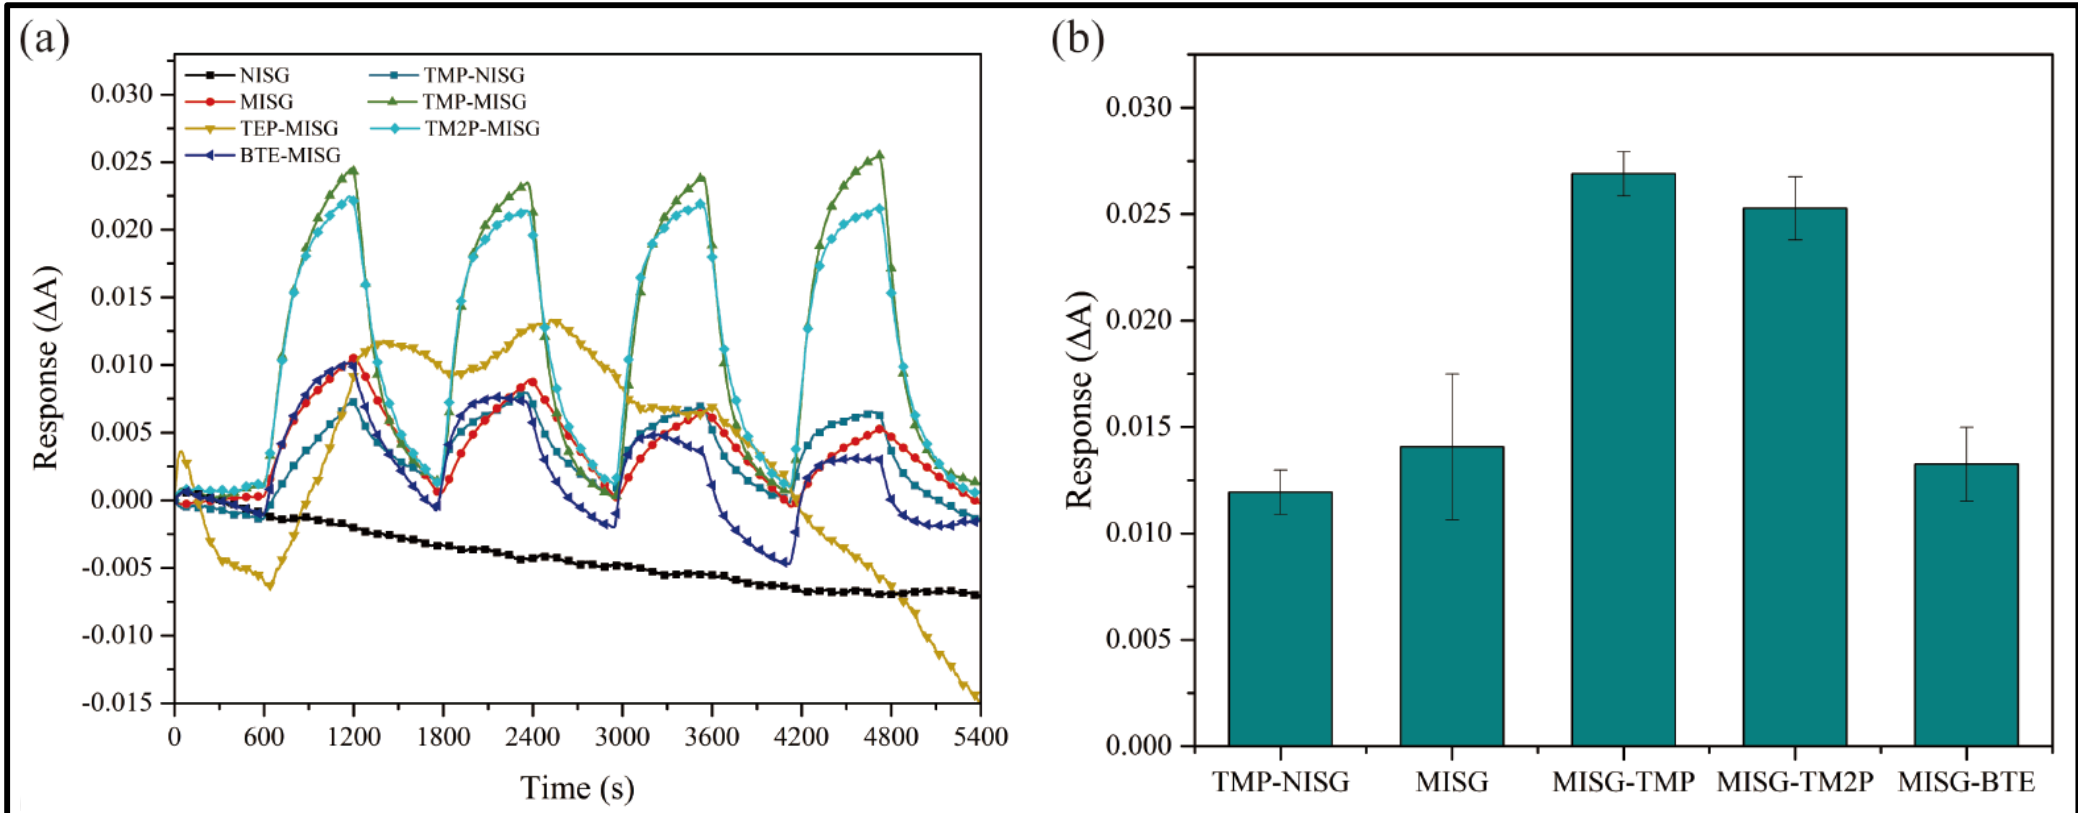 (a)
NISG
MISG
TEP-MISG
BTE-MISG
TMP-NISG
TMP-MISG
TM2P-MISG
Response (ΔA)
0.030
0.025
0.020
0.015
0.010
0.005
0.000
-0.005
-0.010
-0.015
0 600 1200 1800 2400 3000 3600 4200 4800 5400
Time (s)
(b)
Response (ΔA)
0.030
0.025
0.020
0.015
0.010
0.005
0.000
TMP-NISG MISG MISG-TMP MISG-TM2P MISG-BTE